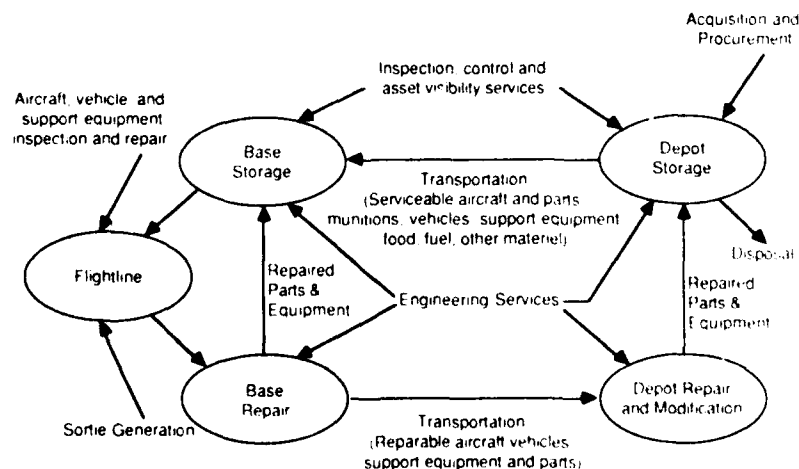 Acquisition and
Procurement
Inspection, control and
asset visibility services
Aircraft, vehicle and
support equipment
inspection and repair
Base
Storage
Depot
Storage
Transportation
(Serviceable aircraft and parts
munitions, vehicles, support equipment
food, fuel, other materiel)
Disposal
Flightline
Repaired
Parts &
Equipment
Engineering Services
Repaired
Parts &
Equipment
Base
Repair
Depot Repair
and Modification
Sortie Generation
Transportation
(Reparable aircraft vehicles
support equipment and parts)